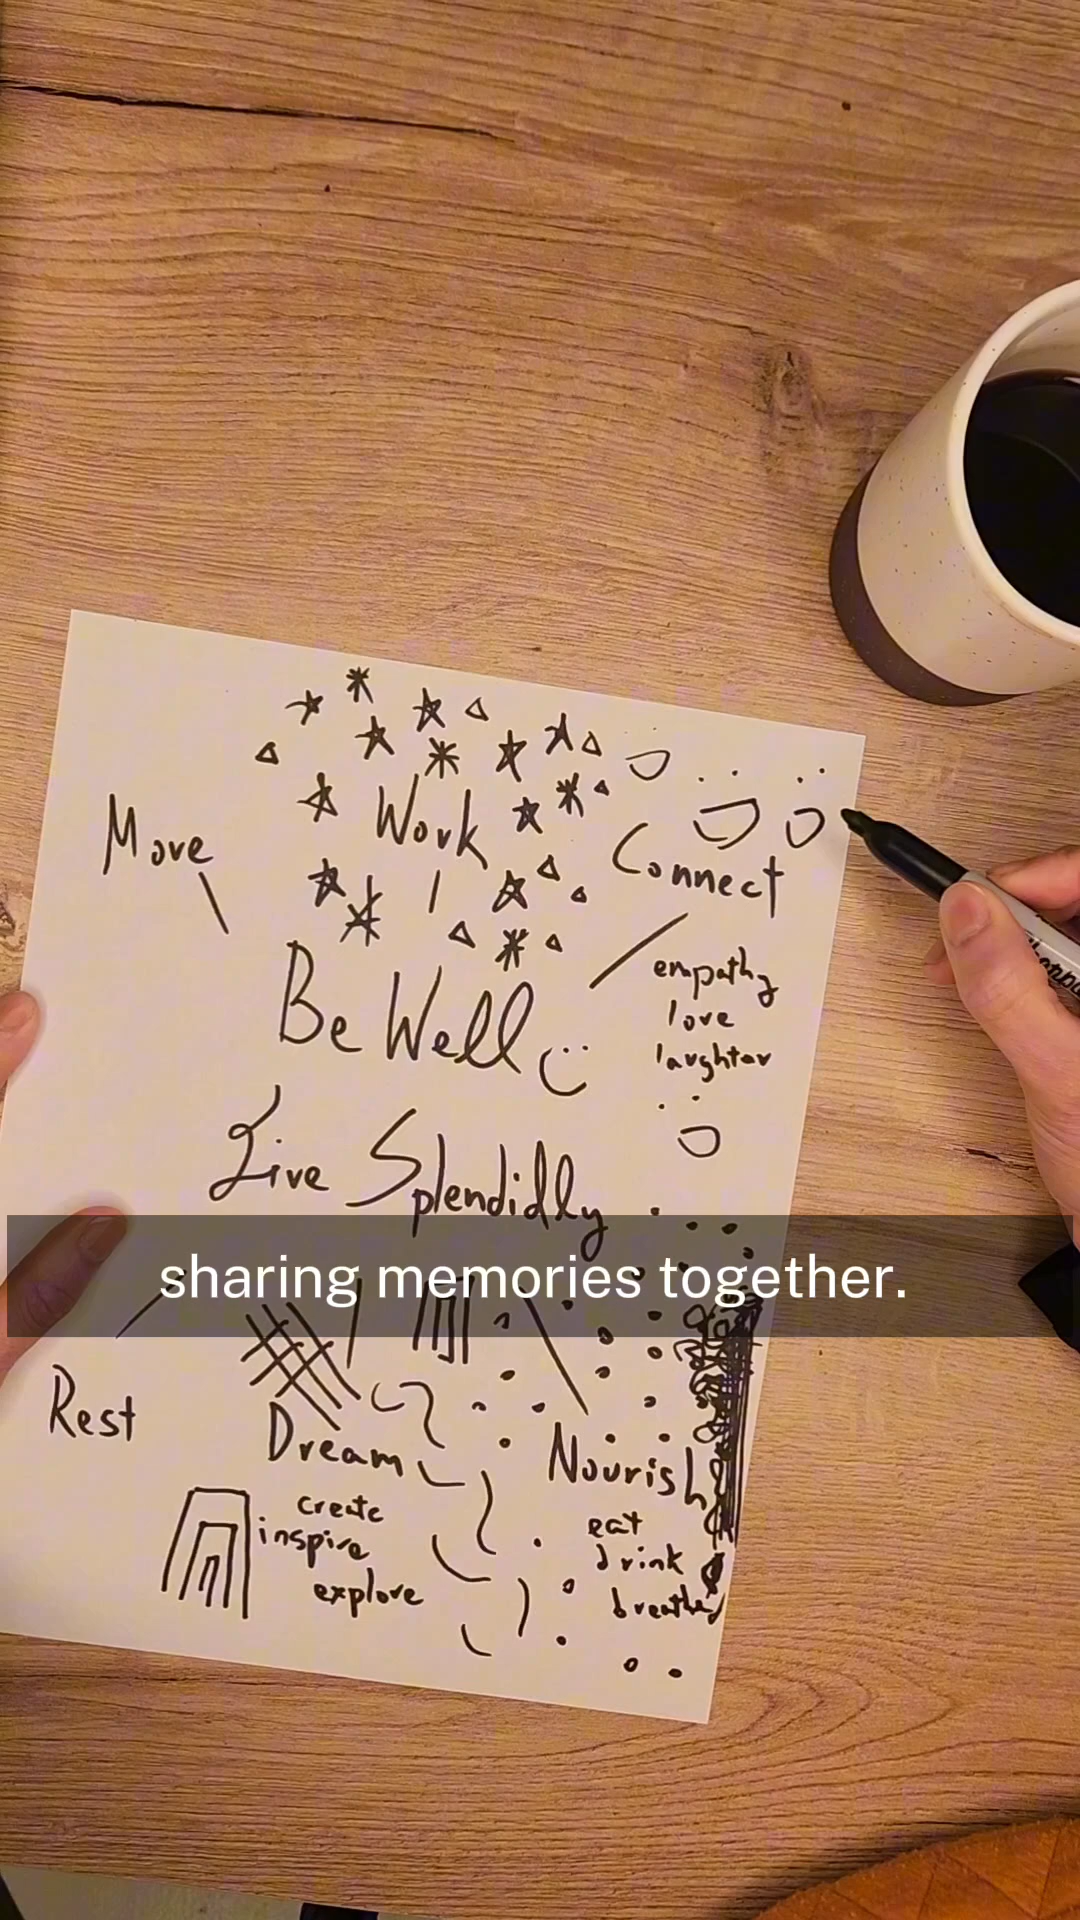 Work
Move
Connect
empathy
love
laughter
Be Well
Live Splendidly
sharing memories together.
Rest
Dream
create
inspire
explore
Nourish
eat
drink
breathe